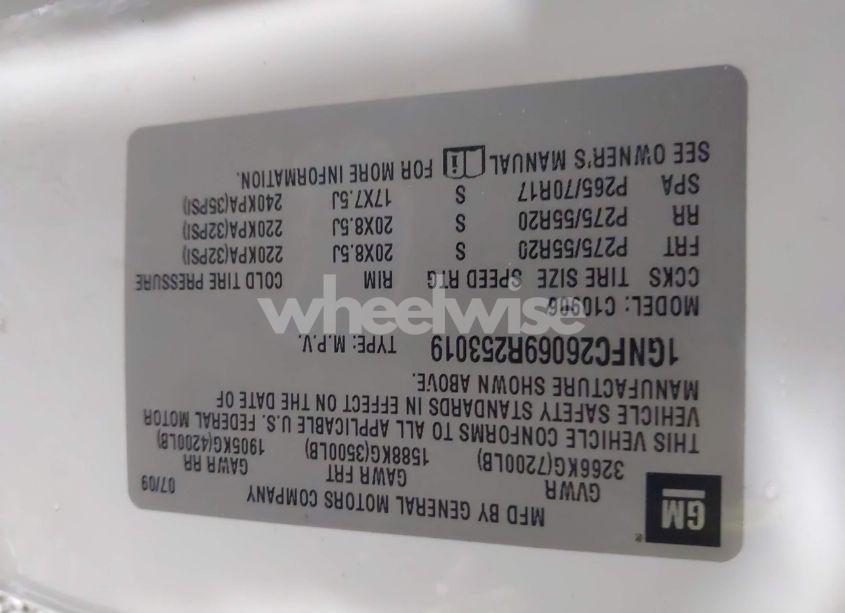 GM
MFD BY GENERAL MOTORS COMPANY
07/09
GVWR GAWR FRT GAWR RR
3266KG(7200LB) 1588KG(3500LB) 1905KG(4200LB)
THIS VEHICLE CONFORMS TO ALL APPLICABLE U.S. FEDERAL MOTOR
VEHICLE SAFETY STANDARDS IN EFFECT ON THE DATE OF
MANUFACTURE SHOWN ABOVE.
1GNFC26069R253019 TYPE: M.P.V.
MODEL: C10906
CCKS TIRE SIZE SPEED RTG RIM COLD TIRE PRESSURE
FRT P275/55R20 S 20X8.5J 220KPA(32PSI)
RR P275/55R20 S 20X8.5J 220KPA(32PSI)
SPA P265/70R17 S 17X7.5J 240KPA(35PSI)
SEE OWNER'S MANUAL FOR MORE INFORMATION.
wheelwise